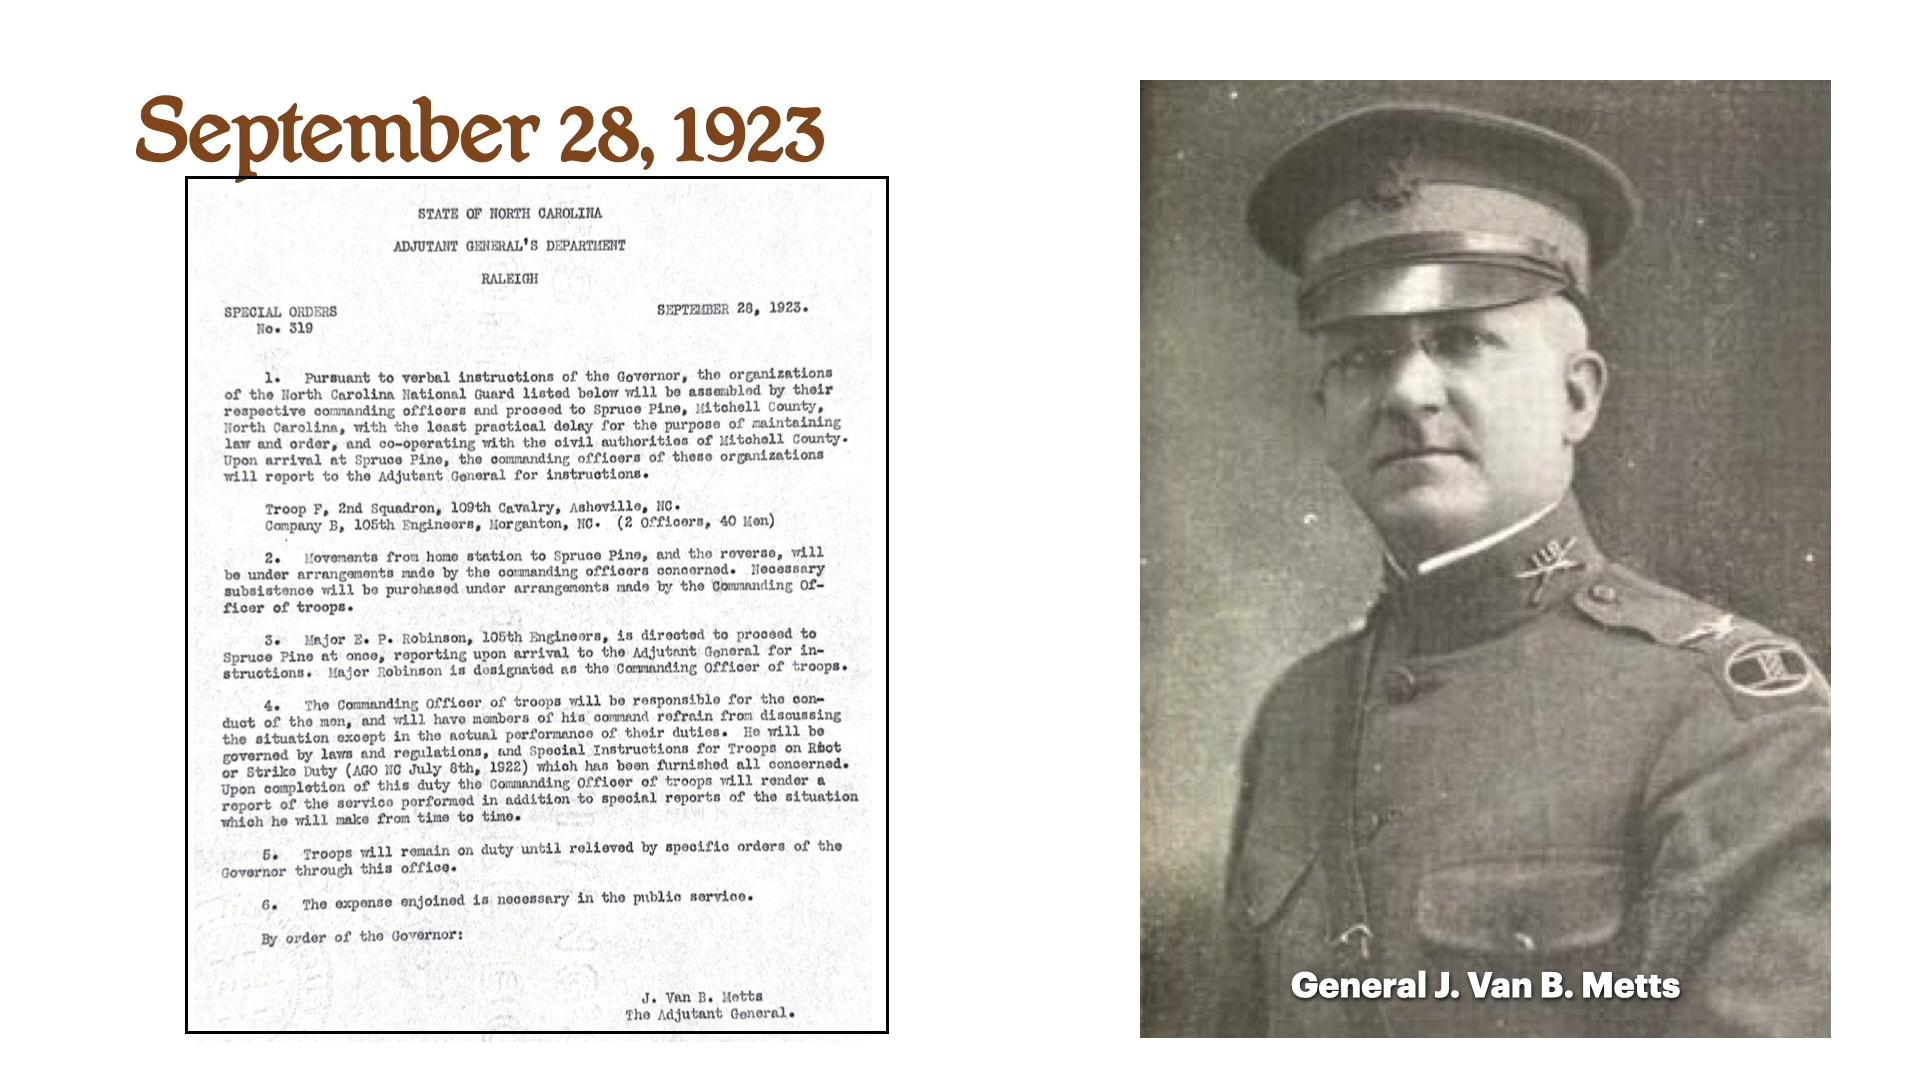 September 28, 1923
STATE OF NORTH CAROLINA
ADJUTANT GENERAL'S DEPARTMENT
RALEIGH
SPECIAL ORDERS
No. 319
SEPTEMBER 28, 1923.
1. Pursuant to verbal instructions of the Governor, the organizations
of the North Carolina National Guard listed below will be assembled by their
respective commanding officers and proceed to Spruce Pine, Mitchell County,
North Carolina, with the least practical delay for the purpose of maintaining
law and order, and co-operating with the civil authorities of Mitchell County.
Upon arrival at Spruce Pine, the commanding officers of these organizations
will report to the Adjutant General for instructions.
Troop F, 2nd Squadron, 109th Cavalry, Asheville, NC.
Company B, 105th Engineers, Morganton, NC. (2 Officers, 40 Men)
2. Movements from home station to Spruce Pine, and the reverse, will
be under arrangements made by the commanding officers concerned. Necessary
subsistence will be purchased under arrangements made by the Commanding Of-
ficer of troops.
3. Major E. P. Robinson, 105th Engineers, is directed to proceed to
Spruce Pine at once, reporting upon arrival to the Adjutant General for in-
structions. Major Robinson is designated as the Commanding Officer of troops.
4. The Commanding Officer of troops will be responsible for the con-
duct of the men, and will have members of his command refrain from discussing
the situation except in the actual performance of their duties. He will be
governed by laws and regulations, and Special Instructions for Troops on Riot
or Strike Duty (AGO NC July 8th, 1922) which has been furnished all concerned.
Upon completion of this duty the Commanding Officer of troops will render a
report of the service performed in addition to special reports of the situation
which he will make from time to time.
5. Troops will remain on duty until relieved by specific orders of the
Governor through this office.
6. The expense enjoined is necessary in the public service.
By order of the Governor:
J. Van B. Metts
The Adjutant General.
General J. Van B. Metts